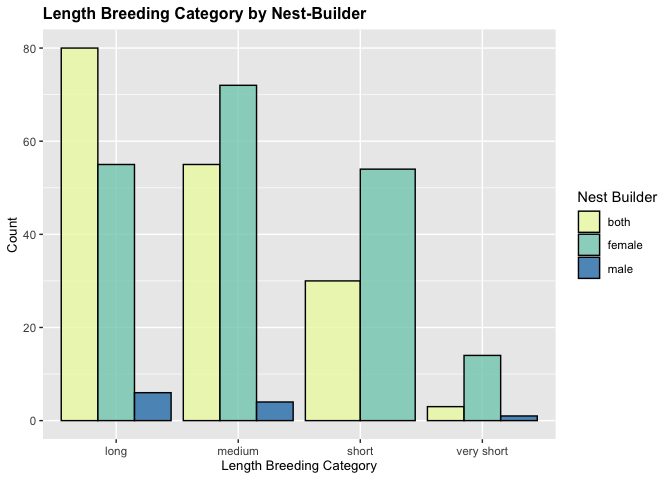 Length Breeding Category by Nest-Builder
80
60
40
20
0
Count
long medium short very short
Length Breeding Category
Nest Builder
both
female
male